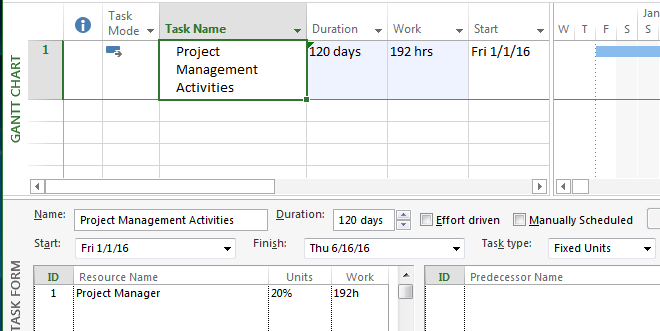 Jan
Task
Mode
Task Name
Duration
Work
Start
W T F S S
1
Project
Management
Activities
120 days
192 hrs
Fri 1/1/16
GANTT CHART
Name:
Project Management Activities
Duration:
120 days
Effort driven
Manually Scheduled
Start:
Fri 1/1/16
Finish:
Thu 6/16/16
Task type:
Fixed Units
ID
Resource Name
Units
Work
ID
Predecessor Name
1
Project Manager
20%
192h
TASK FORM